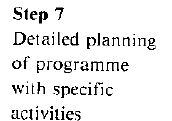 Step 7
Detailed planning
of programme
with specific
activities